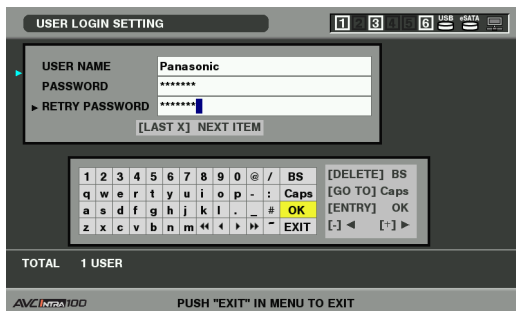 USER LOGIN SETTING
1 2 3 4 5 6 USB eSATA
USER NAME Panasonic
PASSWORD *******
RETRY PASSWORD *******
[LAST X] NEXT ITEM
1 2 3 4 5 6 7 8 9 0 @ / BS [DELETE] BS
q w e r t y u i o p - : Caps [GO TO] Caps
a s d f g h j k l . _ # OK [ENTRY] OK
z x c v b n m ◀◀ ◀ ▶ ▶▶ ~ EXIT [-] ◀ [+] ▶
TOTAL 1 USER
AVC INTRA 100 PUSH "EXIT" IN MENU TO EXIT